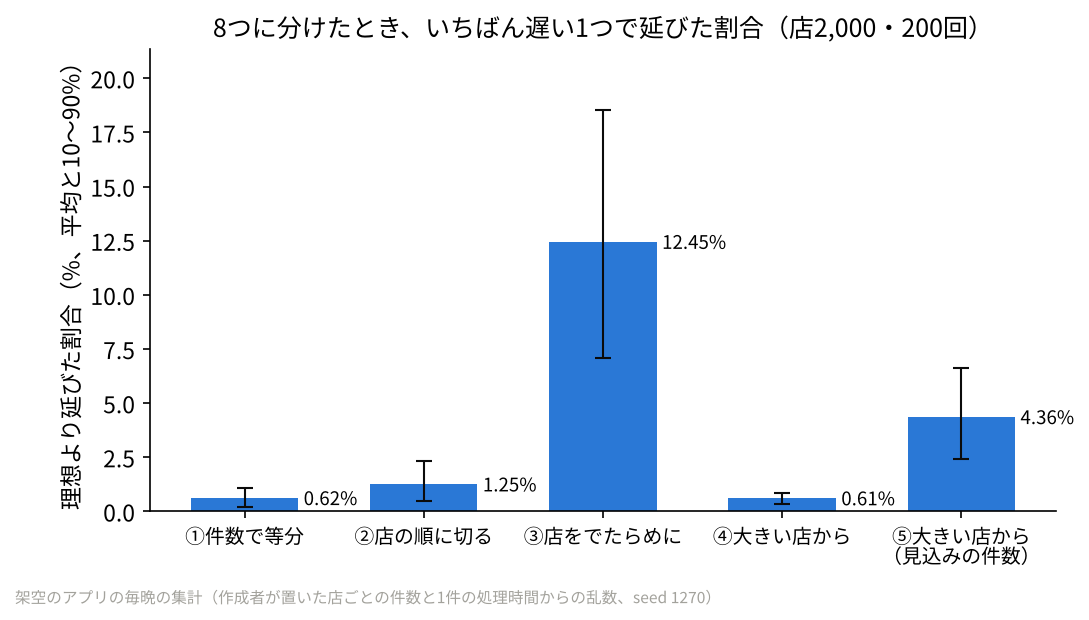 8つに分けたとき、いちばん遅い1つで延びた割合（店2,000・200回）
理想より延びた割合（%、平均と10〜90%）
20.0
17.5
15.0
12.5
10.0
7.5
5.0
2.5
0.0
0.62%
1.25%
12.45%
0.61%
4.36%
①件数で等分
②店の順に切る
③店をでたらめに
④大きい店から
⑤大きい店から
（見込みの件数）
架空のアプリの毎晩の集計（作成者が置いた店ごとの件数と1件の処理時間からの乱数、seed 1270）